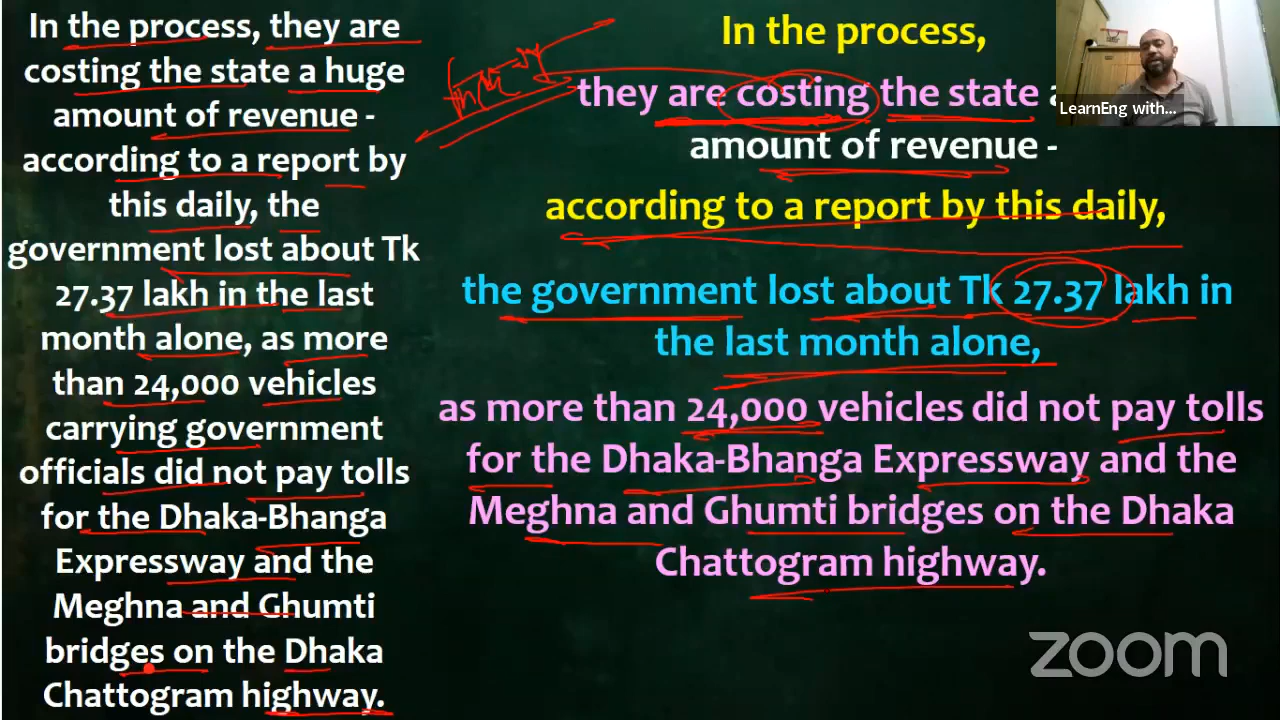 In the process, they are
costing the state a huge
amount of revenue -
according to a report by
this daily, the
government lost about Tk
27.37 lakh in the last
month alone, as more
than 24,000 vehicles
carrying government
officials did not pay tolls
for the Dhaka-Bhanga
Expressway and the
Meghna and Ghumti
bridges on the Dhaka
Chattogram highway.
In the process,
they are costing the state
amount of revenue -
according to a report by this daily,
the government lost about Tk 27.37 lakh in
the last month alone,
as more than 24,000 vehicles did not pay tolls
for the Dhaka-Bhanga Expressway and the
Meghna and Ghumti bridges on the Dhaka
Chattogram highway.
LearnEng with...
zoom